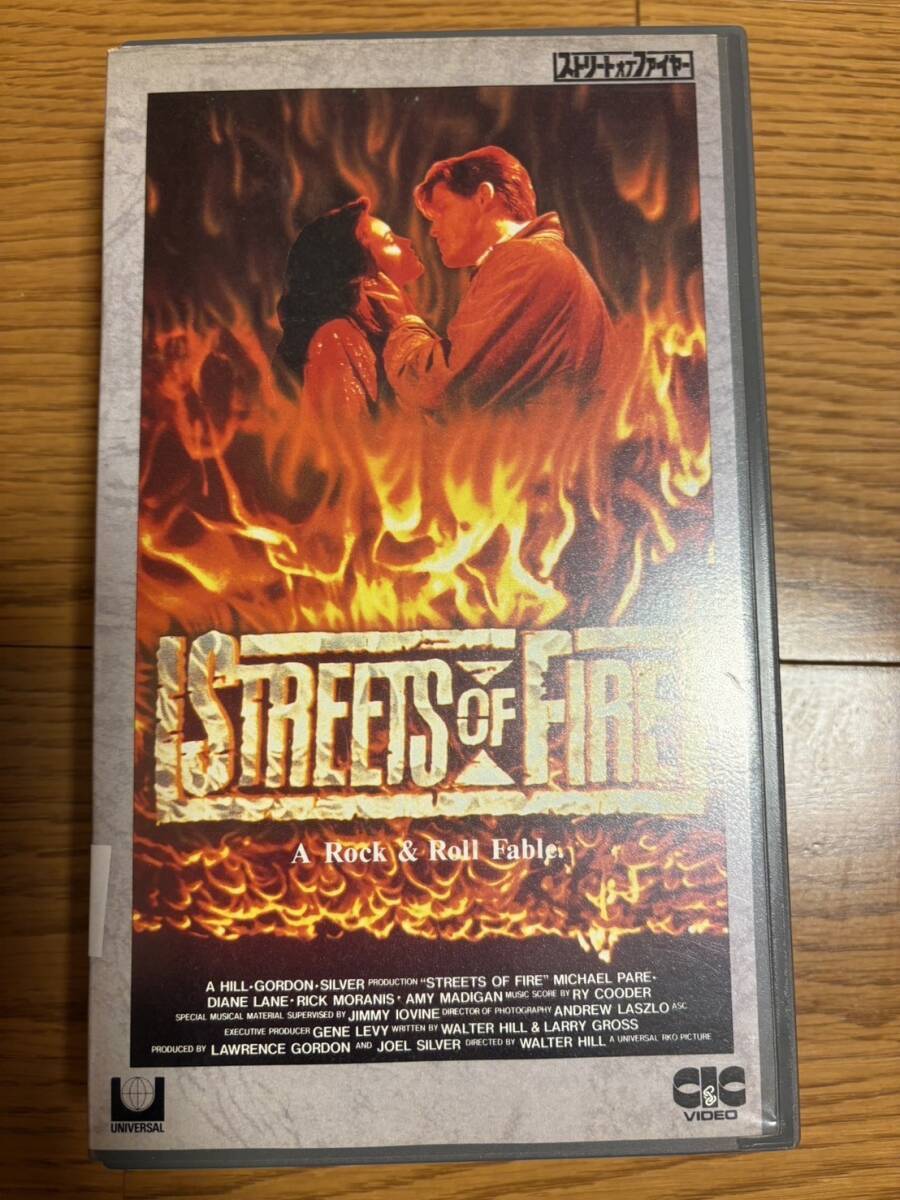 ストリート・オブ・ファイヤー
STREETS OF FIRE
A Rock & Roll Fable.
A HILL·GORDON·SILVER PRODUCTION "STREETS OF FIRE" MICHAEL PARÉ·
DIANE LANE·RICK MORANIS·AMY MADIGAN MUSIC SCORE BY RY COODER
SPECIAL MUSICAL MATERIAL SUPERVISED BY JIMMY IOVINE DIRECTOR OF PHOTOGRAPHY ANDREW LASZLO ASC
EXECUTIVE PRODUCER GENE LEVY WRITTEN BY WALTER HILL & LARRY GROSS
PRODUCED BY LAWRENCE GORDON AND JOEL SILVER DIRECTED BY WALTER HILL A UNIVERSAL RKO PICTURE
UNIVERSAL
CIC
VIDEO